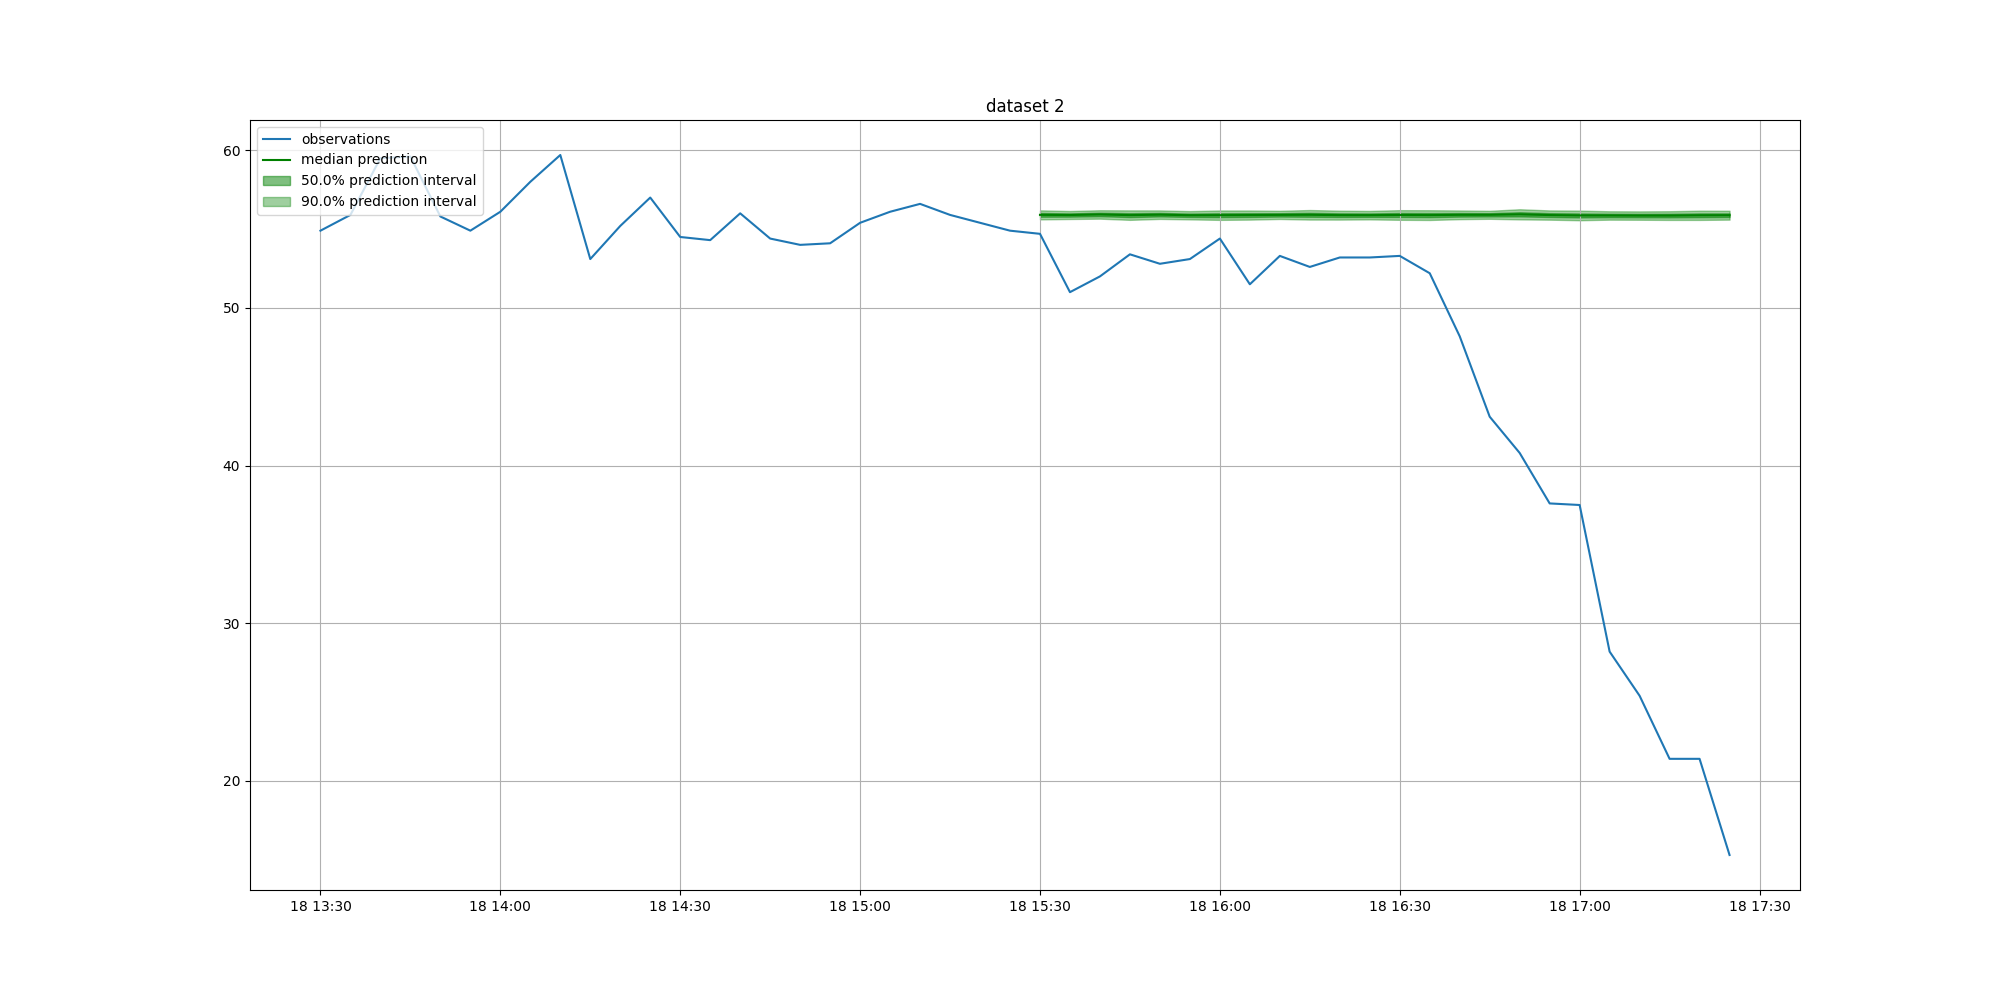 dataset 2
observations
median prediction
50.0% prediction interval
90.0% prediction interval
60
50
40
30
20
18 13:30 18 14:00 18 14:30 18 15:00 18 15:30 18 16:00 18 16:30 18 17:00 18 17:30